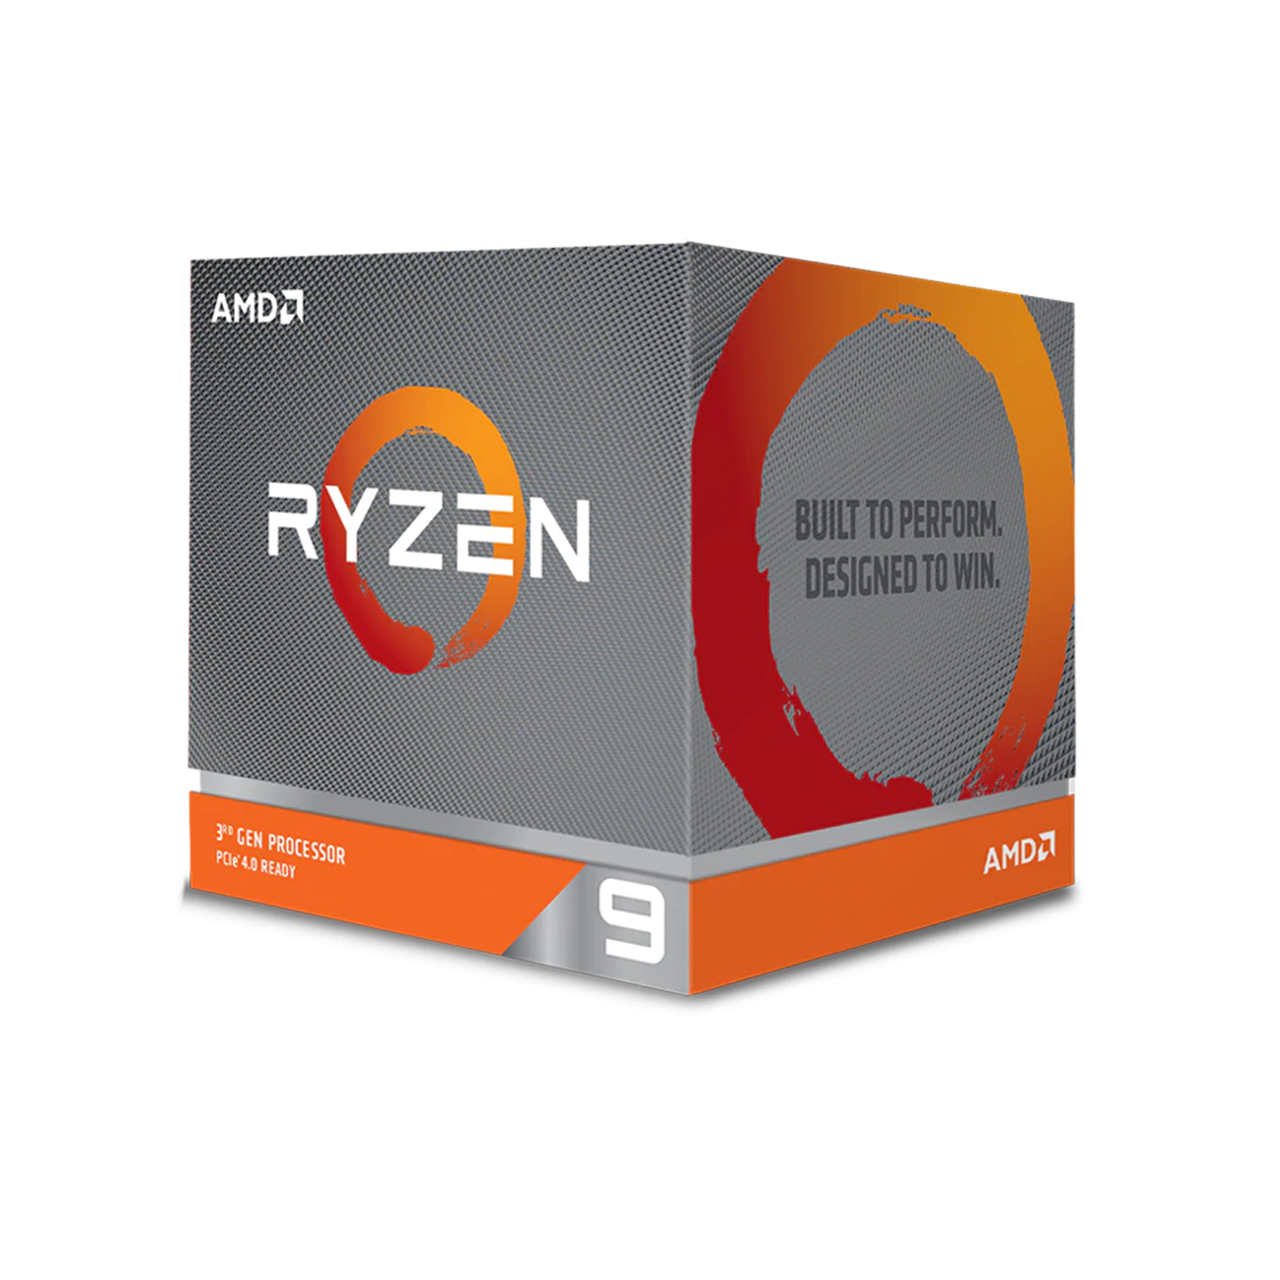 AMD
RYZEN
3RD GEN PROCESSOR
PCIe® 4.0 READY
9
BUILT TO PERFORM.
DESIGNED TO WIN.
AMD